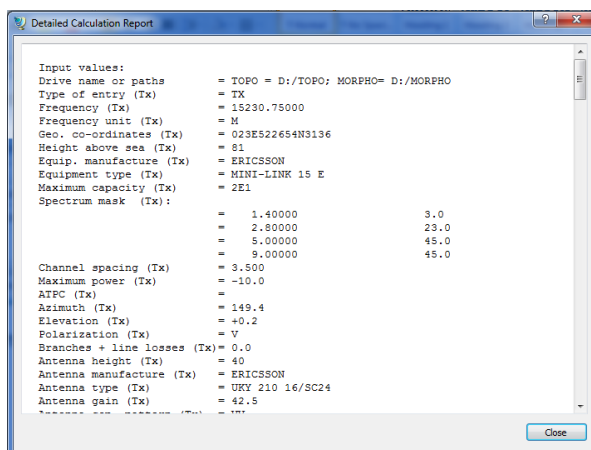 Detailed Calculation Report
Input values:
Drive name or paths = TOPO = D:/TOPO; MORPHO= D:/MORPHO
Type of entry (Tx) = TX
Frequency (Tx) = 15230.75000
Frequency unit (Tx) = M
Geo. co-ordinates (Tx) = 023E522654N3136
Height above sea (Tx) = 81
Equip. manufacture (Tx) = ERICSSON
Equipment type (Tx) = MINI-LINK 15 E
Maximum capacity (Tx) = 2E1
Spectrum mask (Tx):
= 1.40000 3.0
= 2.80000 23.0
= 5.00000 45.0
= 9.00000 45.0
Channel spacing (Tx) = 3.500
Maximum power (Tx) = -10.0
ATPC (Tx) =
Azimuth (Tx) = 149.4
Elevation (Tx) = +0.2
Polarization (Tx) = V
Branches + line losses (Tx)= 0.0
Antenna height (Tx) = 40
Antenna manufacture (Tx) = ERICSSON
Antenna type (Tx) = UKY 210 16/SC24
Antenna gain (Tx) = 42.5
Close